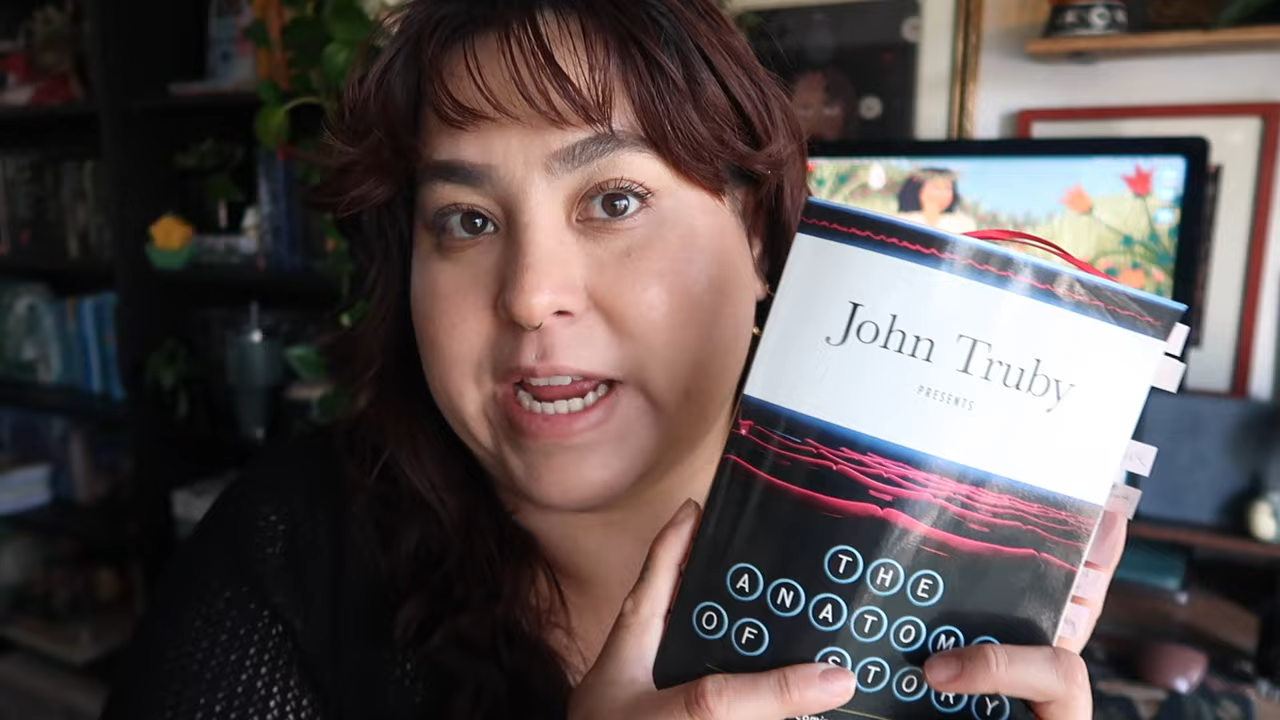 John Truby
PRESENTS
THE
ANATOMY
OF STORY